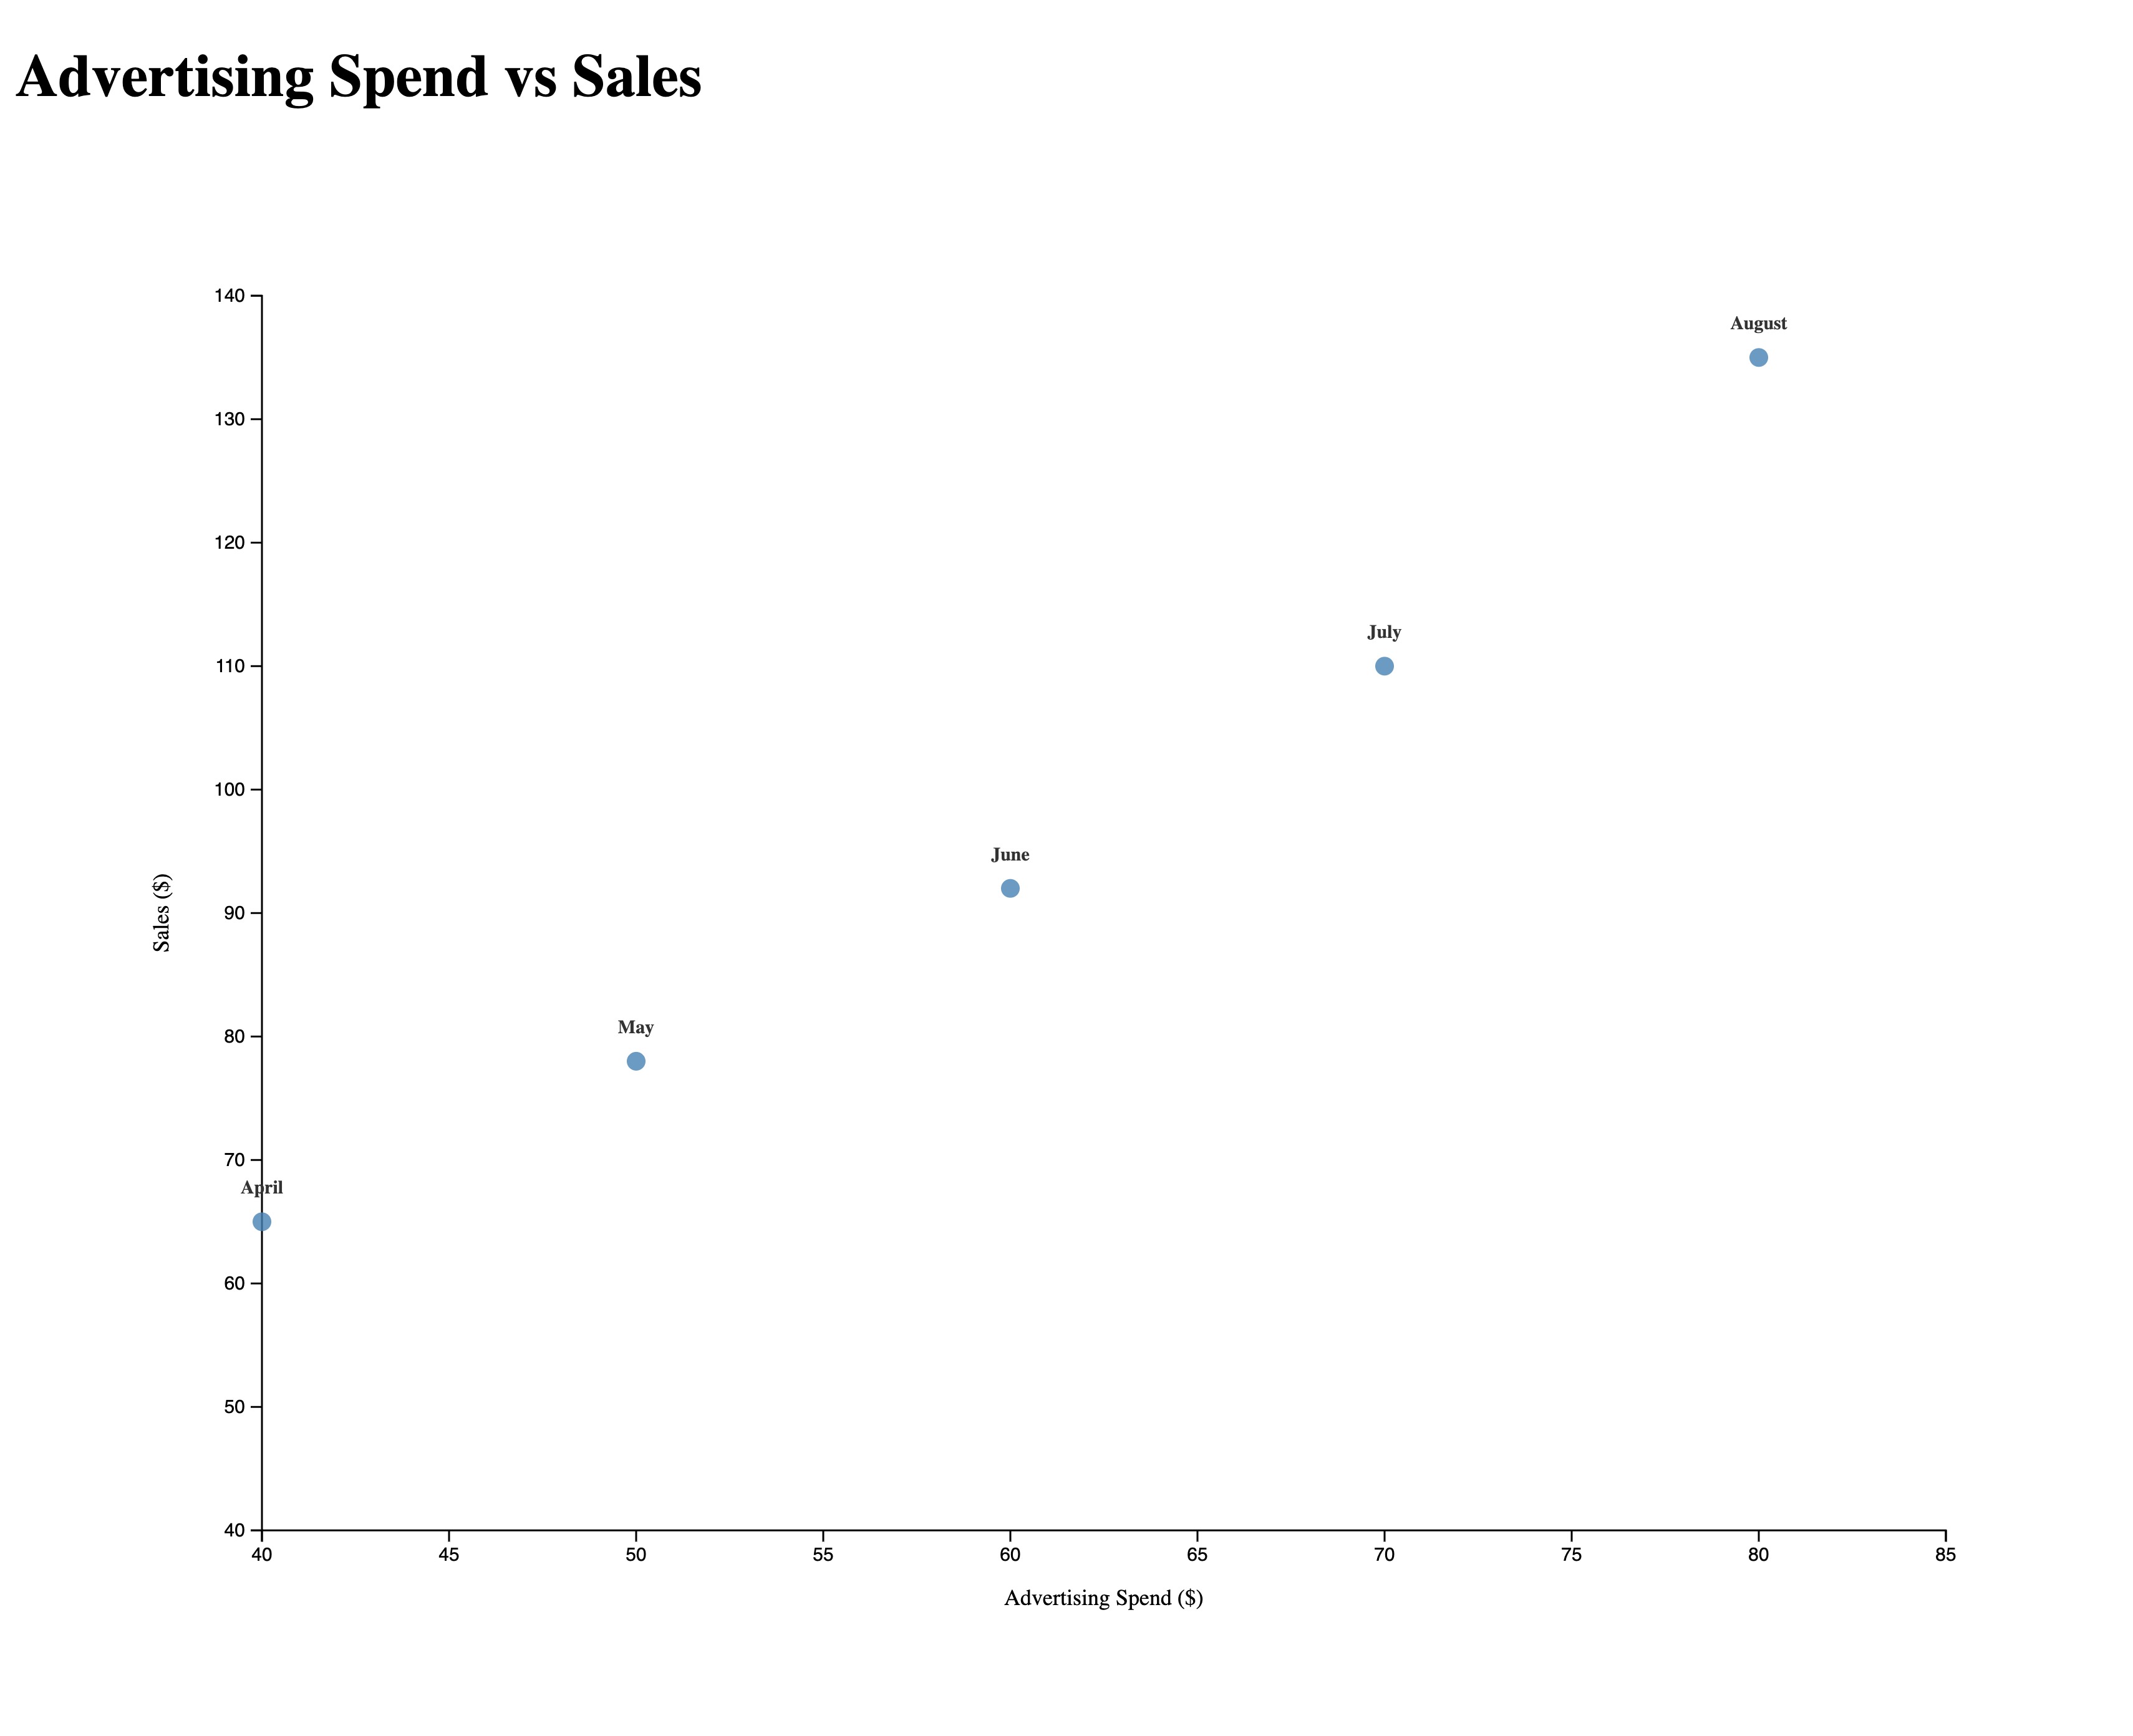 Advertising Spend vs Sales
140
August
130
120
July
110
100
June
90
Sales ($)
May
80
70
April
60
50
40
40 45 50 55 60 65 70 75 80 85
Advertising Spend ($)